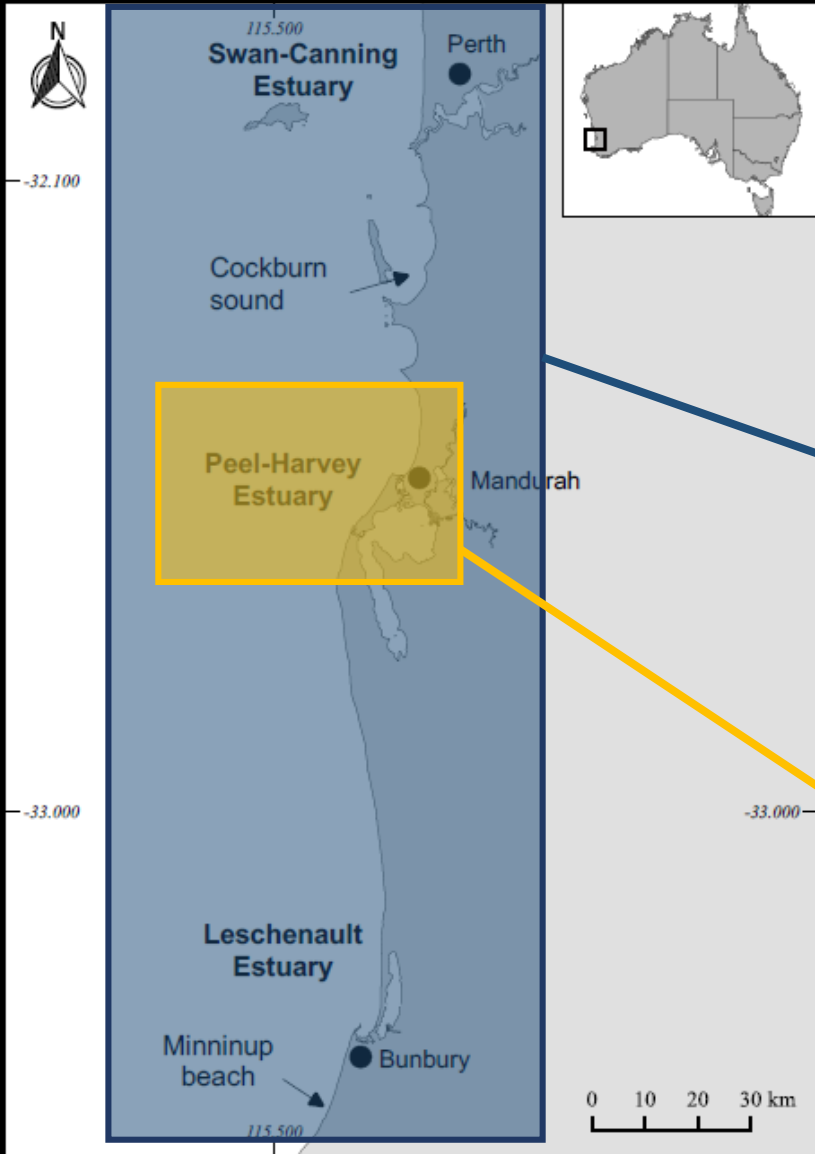 N
115.500
Swan-Canning
Estuary
Perth
-32.100
Cockburn
sound
Peel-Harvey
Estuary
Mandurah
-33.000
-33.000
Leschenault
Estuary
Minninup
beach
Bunbury
0 10 20 30 km
115.500